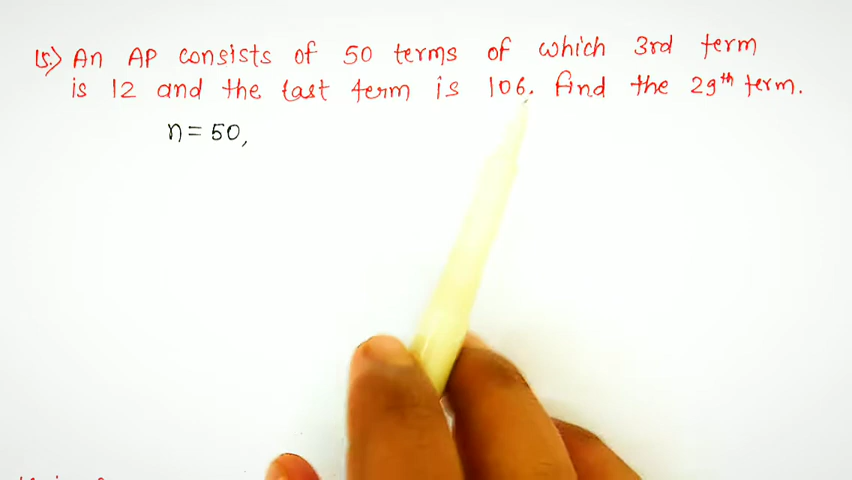 15.) An AP consists of 50 terms of which 3rd term
is 12 and the last term is 106. Find the 29th term.
n = 50,